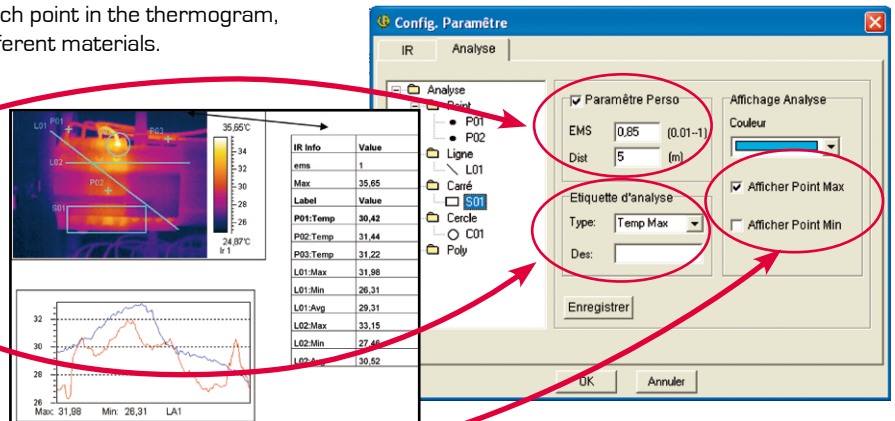 ch point in the thermogram,
ferent materials.
Config. Paramêtre
IR Analyse
Analyse
Point
P01
P02
Ligne
L01
Carré
S01
Cercle
C01
Poly
Paramêtre Perso
EMS 0,85 (0.01--1)
Dist 5 (m)
Etiquette d'analyse
Type: Temp Max
Des:
Enregistrer
Affichage Analyse
Couleur
Afficher Point Max
Afficher Point Min
OK Annuler
L01 P01 P03
L02
P02
S01
35,65°C
34
32
30
28
26
24,87°C
Ir 1
IR Info Value
ems 1
Max 35,65
Label Value
P01:Temp 30,42
P02:Temp 31,44
P03:Temp 31,22
L01:Max 31,98
L01:Min 26,31
L01:Avg 29,31
L02:Max 33,15
L02:Min 27,46
L02:Avg 30,52
32
30
28
26
Max: 31,98 Min: 26,31 LA1